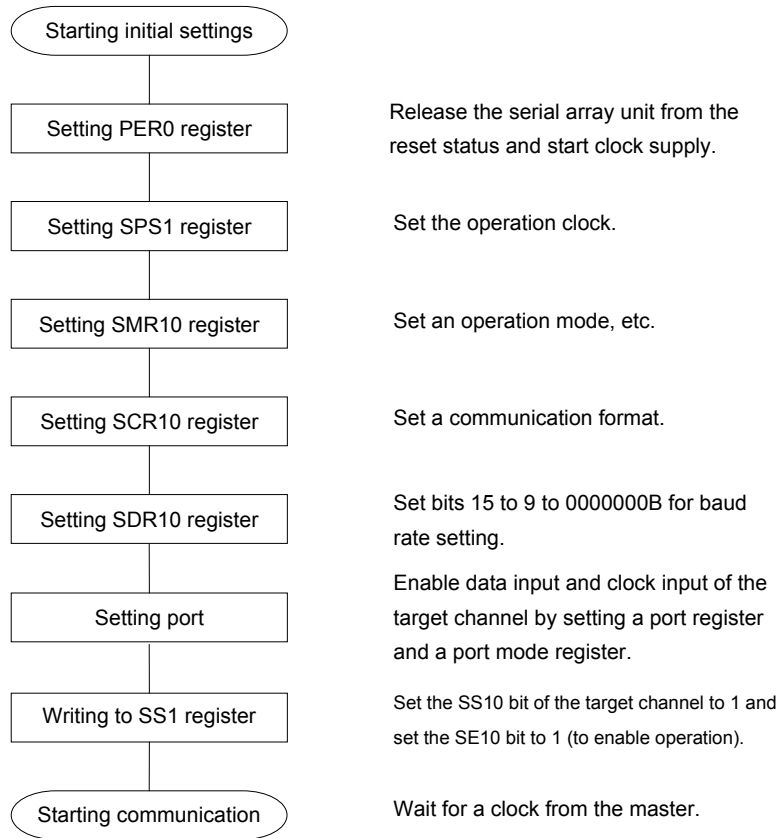 Starting initial settings
Setting PER0 register
Release the serial array unit from the
reset status and start clock supply.
Setting SPS1 register
Set the operation clock.
Setting SMR10 register
Set an operation mode, etc.
Setting SCR10 register
Set a communication format.
Setting SDR10 register
Set bits 15 to 9 to 0000000B for baud
rate setting.
Setting port
Enable data input and clock input of the
target channel by setting a port register
and a port mode register.
Writing to SS1 register
Set the SS10 bit of the target channel to 1 and
set the SE10 bit to 1 (to enable operation).
Starting communication
Wait for a clock from the master.